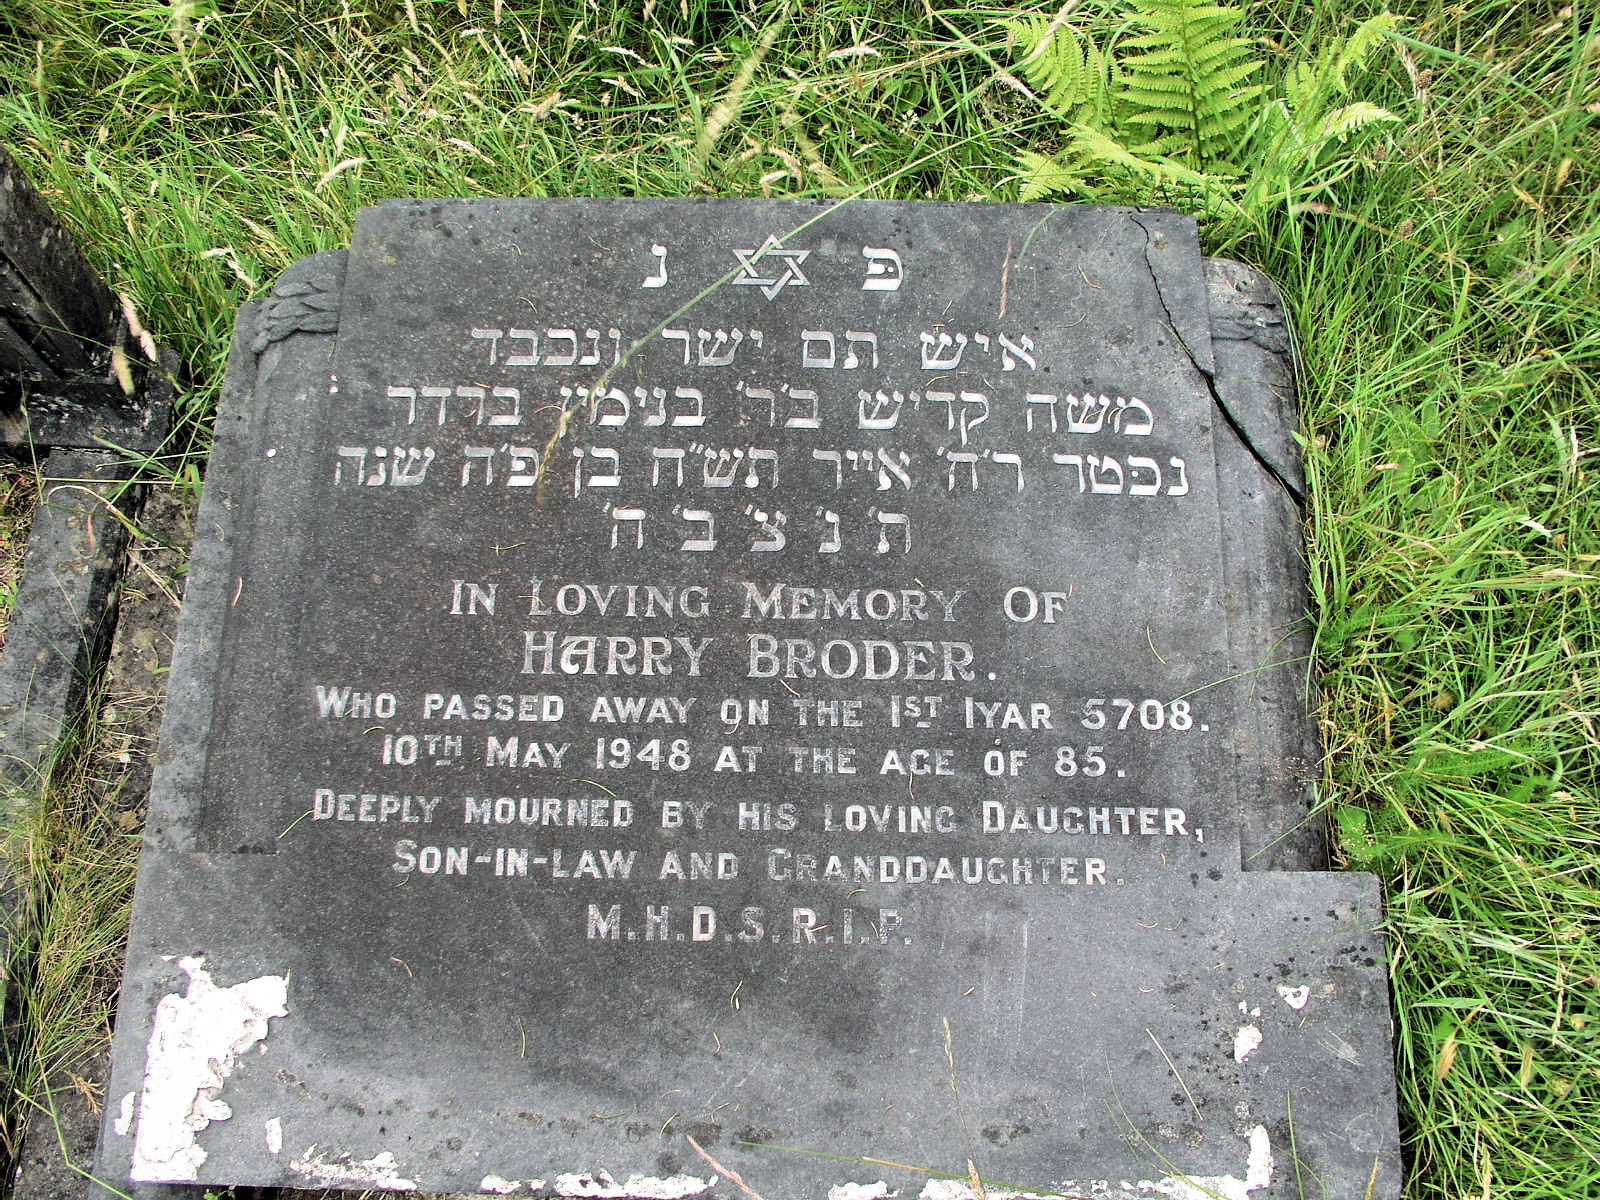 פ נ
איש תם ישר ונכבד
משה קדיש ב'ר' בנימין ברדר
נפטר ר'ח' אייר תש"ח בן פ'ה שנה
ת' נ' צ' ב' ה'
IN LOVING MEMORY OF
HARRY BRODER.
WHO PASSED AWAY ON THE 1ST IYAR 5708.
10TH MAY 1948 AT THE AGE OF 85.
DEEPLY MOURNED BY HIS LOVING DAUGHTER,
SON-IN-LAW AND GRANDDAUGHTER.
M.H.D.S.R.I.P.